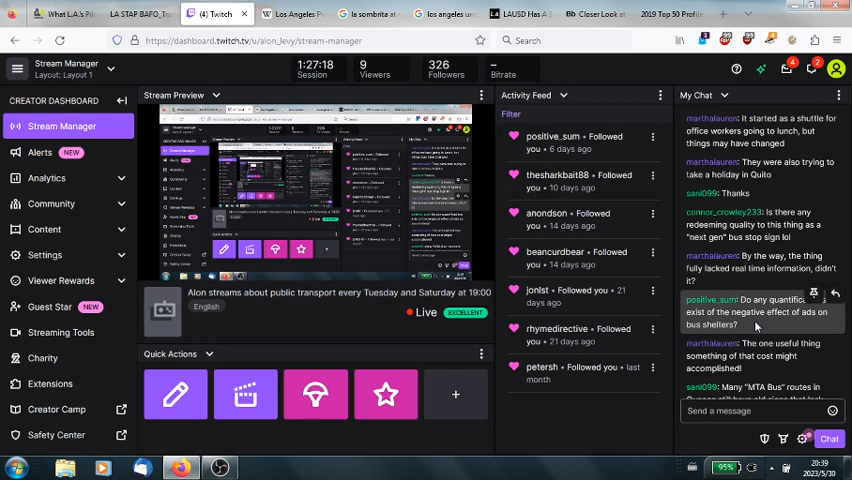 What L.A.'s Pil
LA STAP BAFO_Tra
(4) Twitch
Wikipedia Los Angeles Po
la sombrita at
los angeles un
LAUSD Has A S
Bb Closer Look at
2019 Top 50 Profile
https://dashboard.twitch.tv/u/alon_levy/stream-manager
Search
Stream Manager
Layout: Layout 1
1:27:18
Session
9
Viewers
326
Followers
–
Bitrate
4
2
CREATOR DASHBOARD
Stream Manager
Alerts NEW
Analytics
Community
Content
Settings
Viewer Rewards
Guest Star NEW
Streaming Tools
Charity
Extensions
Creator Camp
Safety Center
Stream Preview
Alon streams about public transport every Tuesday and Saturday at 19:00
English
Live EXCELLENT
Quick Actions
+
Activity Feed
Filter
positive_sum • Followed
you • 6 days ago
thesharkbait88 • Followed
you • 10 days ago
anondson • Followed
you • 14 days ago
beancurdbear • Followed
you • 14 days ago
jonlst • Followed you • 21
days ago
rhymedirective • Followed
you • 21 days ago
petersh • Followed you • last
month
My Chat
marthalauren: It started as a shuttle for
office workers going to lunch, but
things may have changed
marthalauren: They were also trying to
take a holiday in Quito
sani099: Thanks
connor_crowley233: Is there any
redeeming quality to this thing as a
"next gen" bus stop sign lol
marthalauren: By the way, the thing
fully lacked real time information, didn't
it?
positive_sum: Do any quantifica
exist of the negative effect of ads on
bus shelters?
marthalauren: The one useful thing
something of that cost might
accomplished!
sani099: Many "MTA Bus" routes in
Send a message
Chat
95%
20:39
2023/5/30